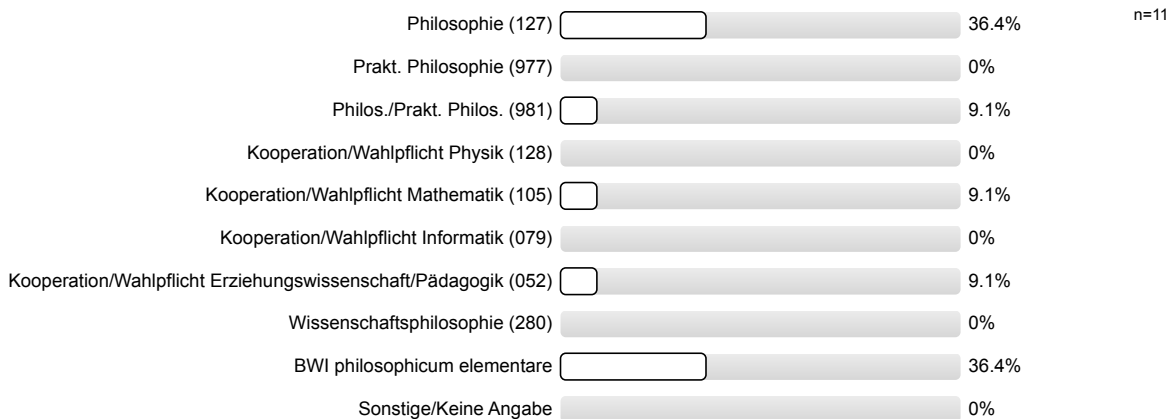 Philosophie (127) 36.4% n=11
Prakt. Philosophie (977) 0%
Philos./Prakt. Philos. (981) 9.1%
Kooperation/Wahlpflicht Physik (128) 0%
Kooperation/Wahlpflicht Mathematik (105) 9.1%
Kooperation/Wahlpflicht Informatik (079) 0%
Kooperation/Wahlpflicht Erziehungswissenschaft/Pädagogik (052) 9.1%
Wissenschaftsphilosophie (280) 0%
BWI philosophicum elementare 36.4%
Sonstige/Keine Angabe 0%